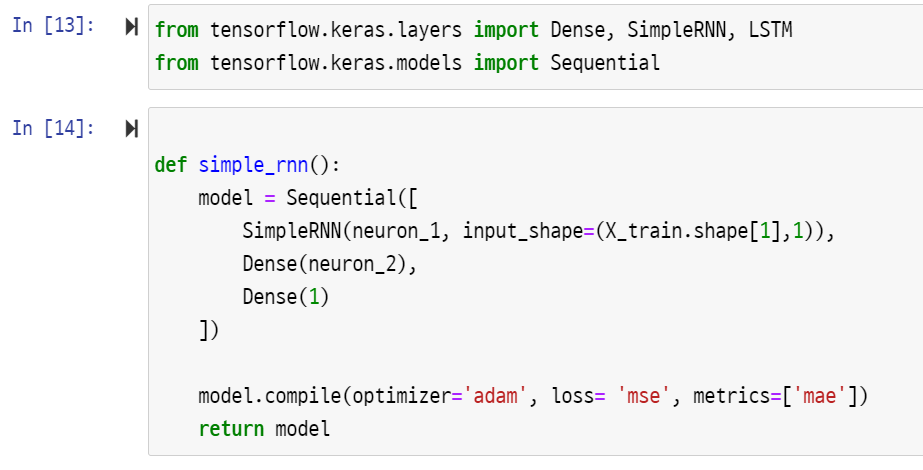 In [13]: from tensorflow.keras.layers import Dense, SimpleRNN, LSTM
from tensorflow.keras.models import Sequential
In [14]:
def simple_rnn():
    model = Sequential([
        SimpleRNN(neuron_1, input_shape=(X_train.shape[1],1)),
        Dense(neuron_2),
        Dense(1)
    ])
    model.compile(optimizer='adam', loss= 'mse', metrics=['mae'])
    return model